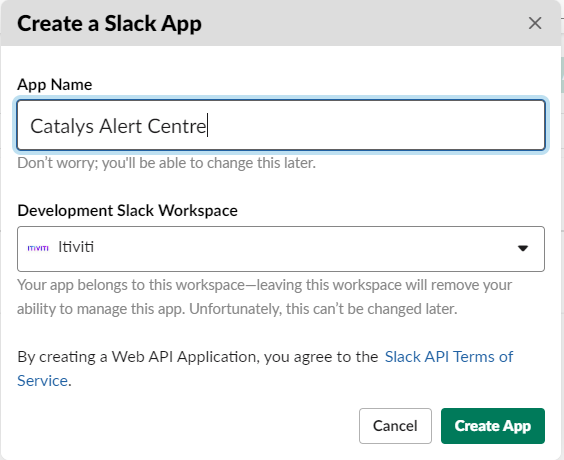 Create a Slack App
App Name
Catalys Alert Centre
Don't worry; you'll be able to change this later.
Development Slack Workspace
ITIVITI Itiviti
Your app belongs to this workspace—leaving this workspace will remove your
ability to manage this app. Unfortunately, this can't be changed later.
By creating a Web API Application, you agree to the Slack API Terms of
Service.
Cancel Create App